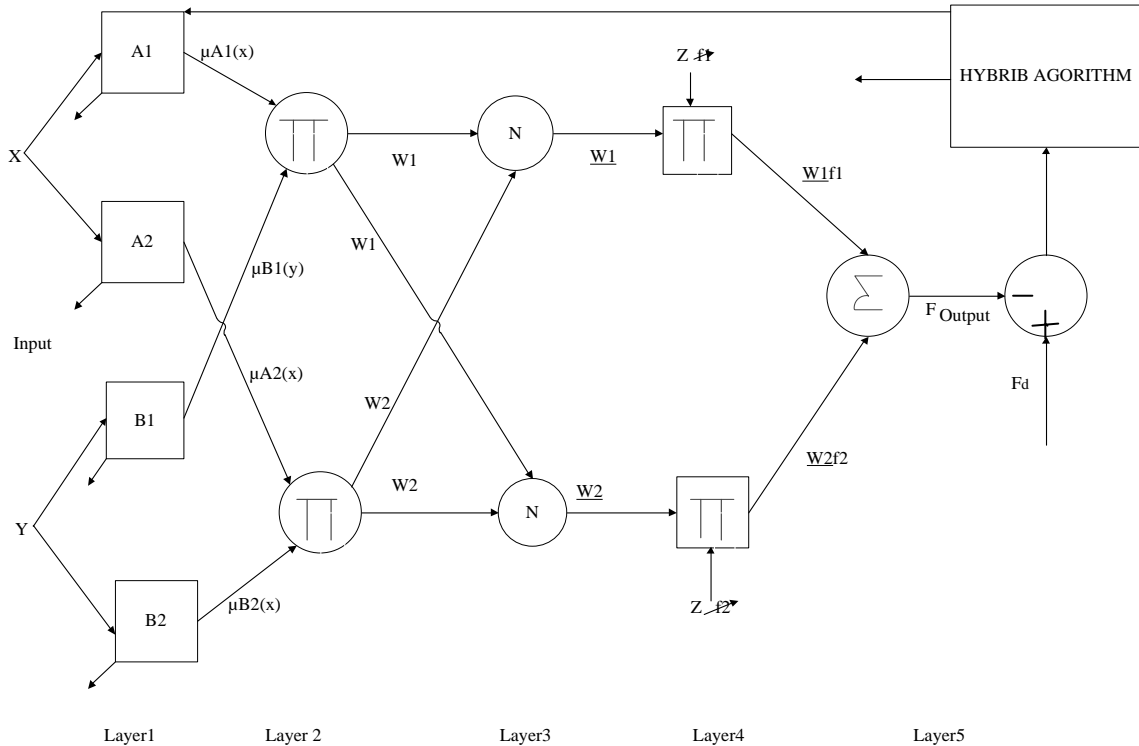 A1
µA1(x)
Z f1
HYBRIB AGORITHM
N
W1
W1
W1f1
X
A2
W1
µB1(y)
F Output
Input
µA2(x)
Fd
B1
W2
W2f2
W2
W2
N
Y
Z f2
B2
µB2(x)
Layer1
Layer 2
Layer3
Layer4
Layer5